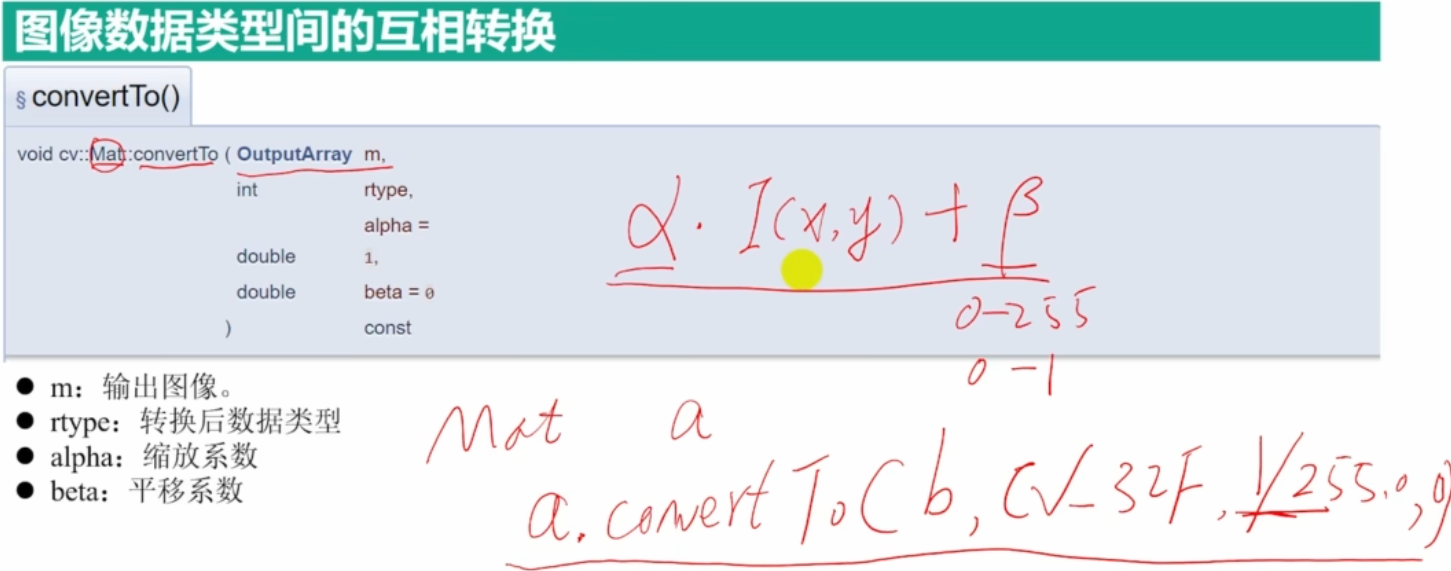 图像数据类型间的互相转换
§ convertTo()
void cv::Mat::convertTo ( OutputArray m,
int rtype,
alpha =
double 1,
double beta = 0
) const
α · I(x,y) + β
0-255
0-1
● m：输出图像。
● rtype：转换后数据类型
● alpha：缩放系数
● beta：平移系数
Mat a
a.convertTo(b, CV_32F, 1/255.0, 0)